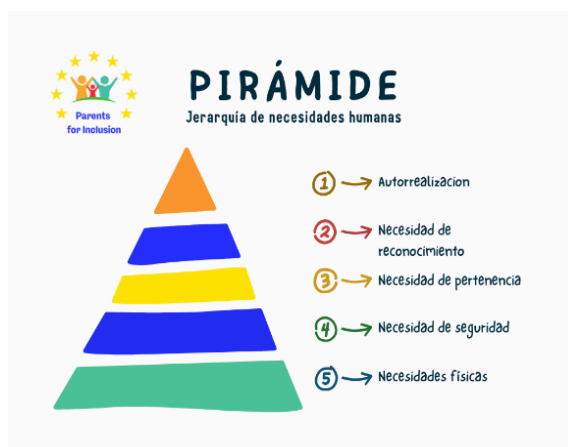 Parents
for Inclusion
PIRÁMIDE
Jerarquía de necesidades humanas
1 Autorrealizacion
2 Necesidad de
reconocimiento
3 Necesidad de pertenencia
4 Necesidad de seguridad
5 Necesidades físicas